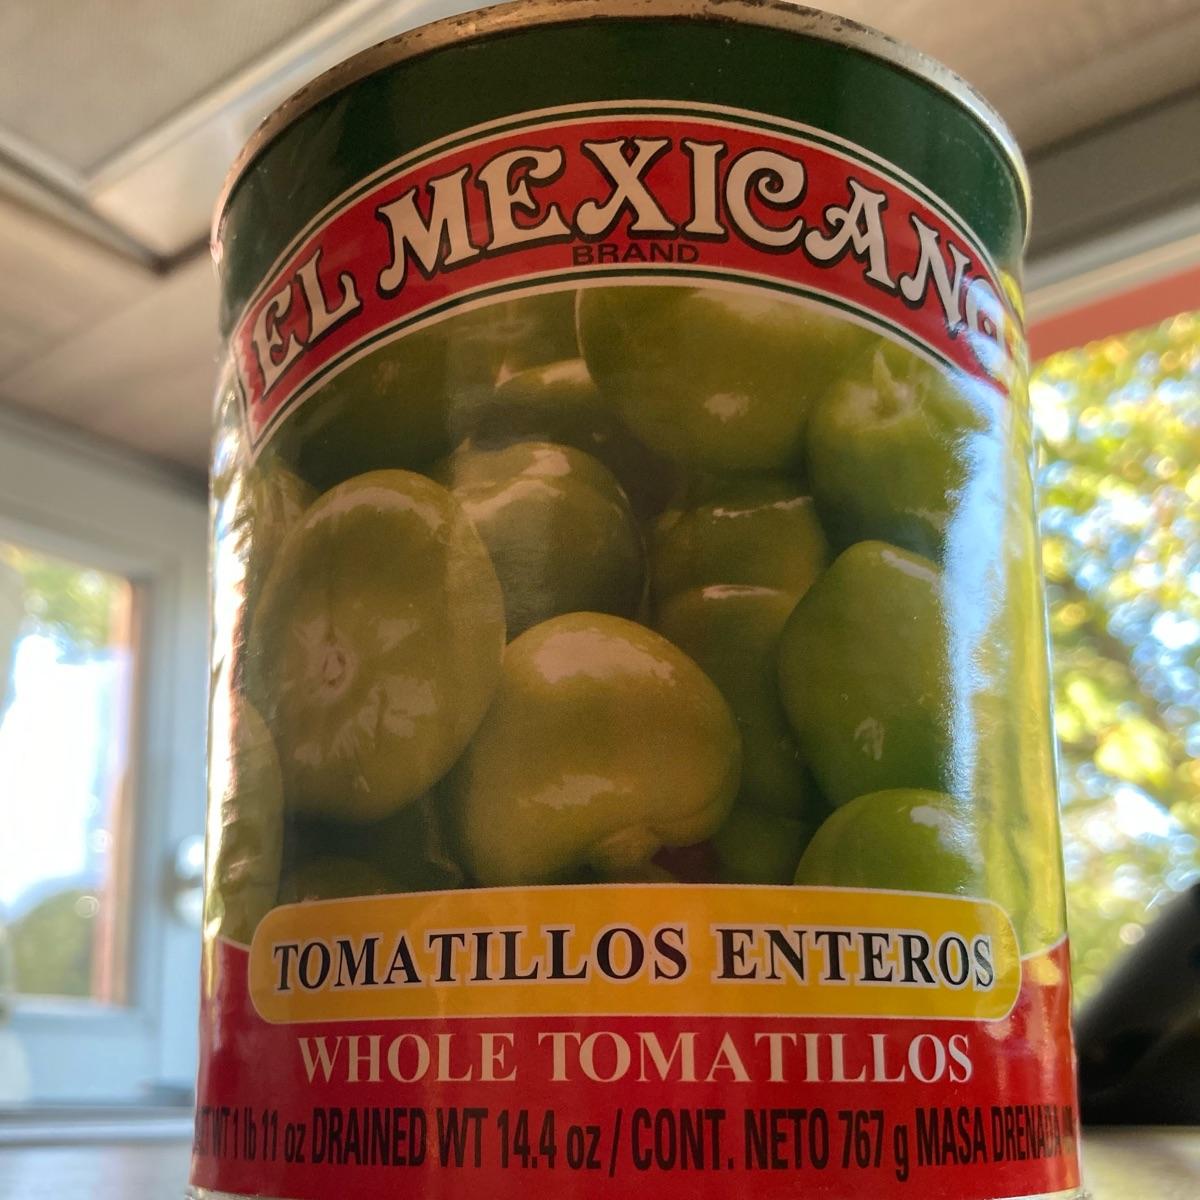 EL MEXICANO
BRAND
TOMATILLOS ENTEROS
WHOLE TOMATILLOS
WT 1 lb 11 oz DRAINED WT 14.4 oz / CONT. NETO 767 g MASA DRENADA